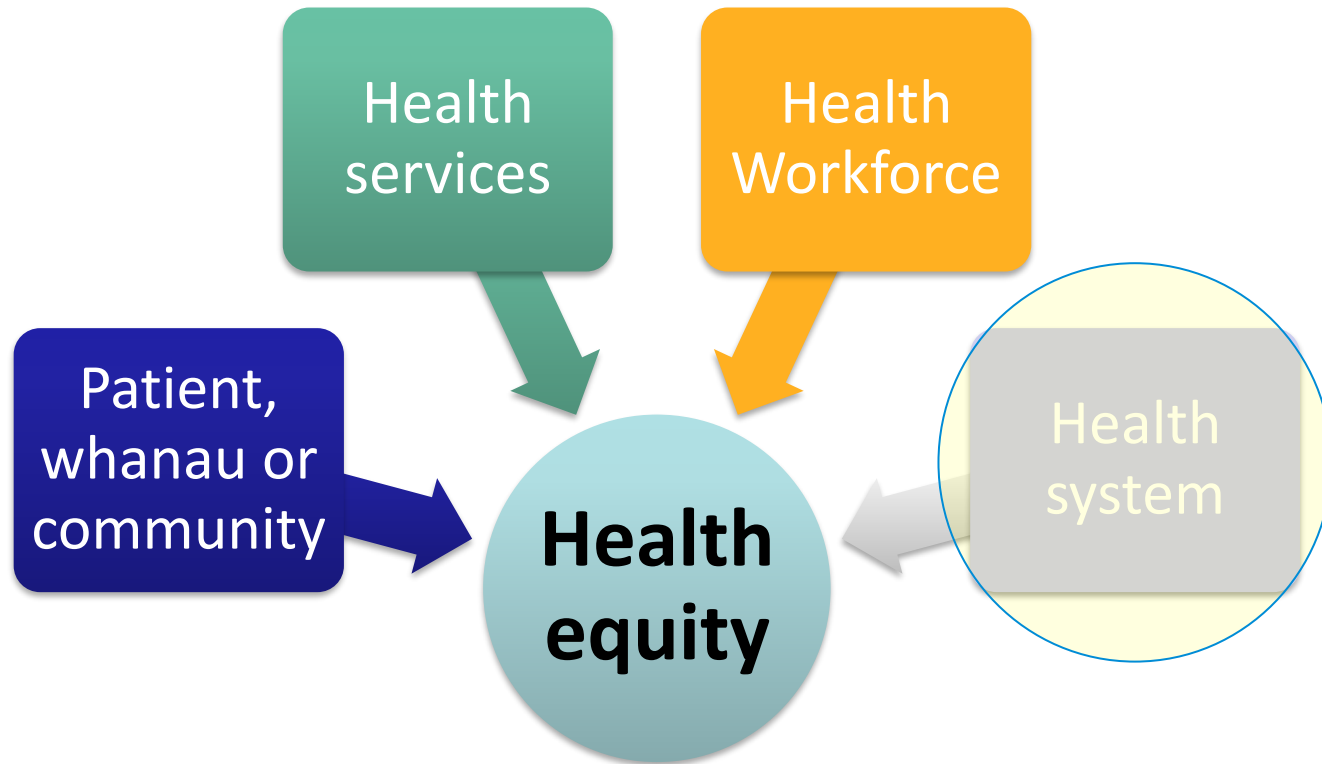 Health
services
Health
Workforce
Patient,
whanau or
community
Health
system
Health
equity